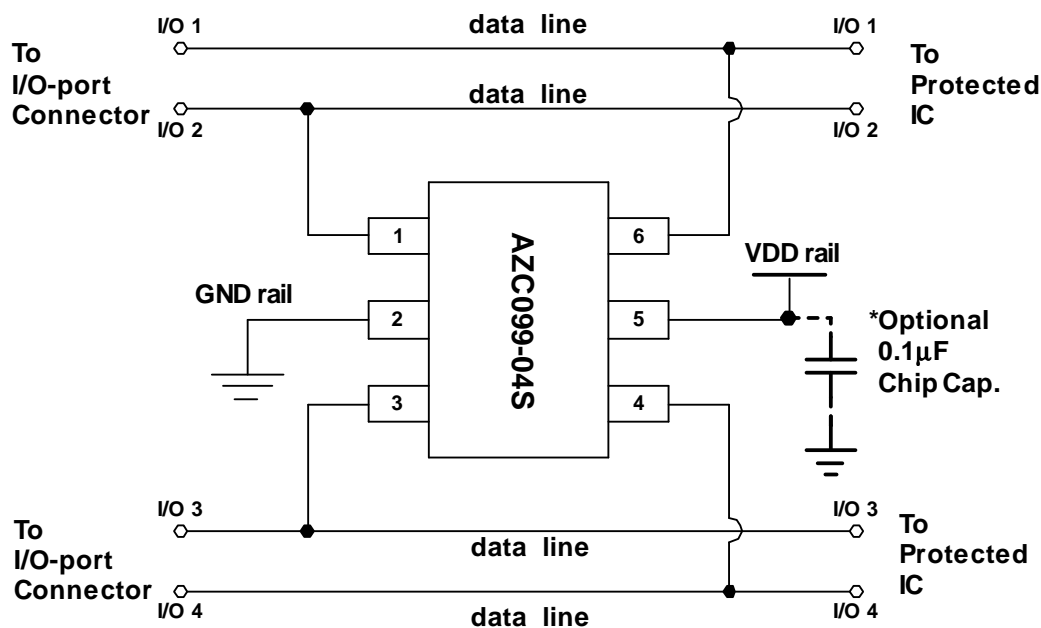 I/O 1
data line
I/O 1
To
I/O-port
Connector
To
Protected
IC
data line
I/O 2
I/O 2
1
6
AZC099-04S
VDD rail
GND rail
2
5
*Optional
0.1μF
Chip Cap.
3
4
I/O 3
I/O 3
To
I/O-port
Connector
To
Protected
IC
data line
I/O 4
data line
I/O 4